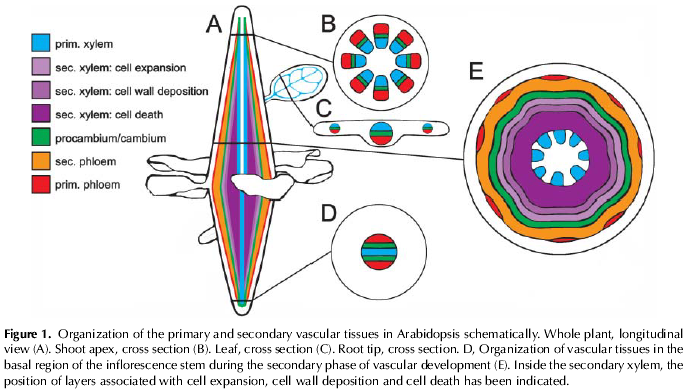 prim. xylem
sec. xylem: cell expansion
sec. xylem: cell wall deposition
sec. xylem: cell death
procambium/cambium
sec. phloem
prim. phloem
A
B
C
D
E
Figure 1. Organization of the primary and secondary vascular tissues in Arabidopsis schematically. Whole plant, longitudinal
view (A). Shoot apex, cross section (B). Leaf, cross section (C). Root tip, cross section. D, Organization of vascular tissues in the
basal region of the inflorescence stem during the secondary phase of vascular development (E). Inside the secondary xylem, the
position of layers associated with cell expansion, cell wall deposition and cell death has been indicated.